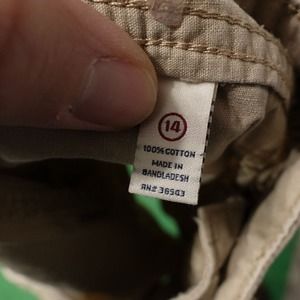 14
100% COTTON
MADE IN
BANGLADESH
RN# 36543